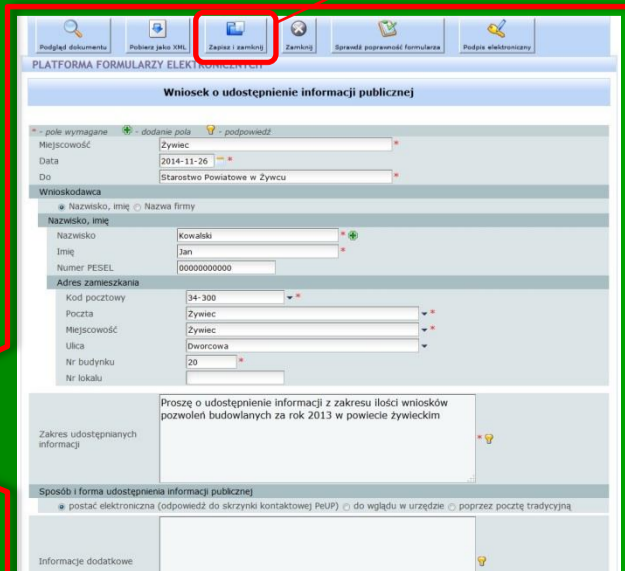 Podgląd dokumentu Pobierz jako XML Zapisz i zamknij Zamknij Sprawdź poprawność formularza Podpis elektroniczny
PLATFORMA FORMULARZY ELEKTRONICZNYCH
Wniosek o udostępnienie informacji publicznej
* - pole wymagane - dodanie pola - podpowiedź
Miejscowość Żywiec *
Data 2014-11-26 *
Do Starostwo Powiatowe w Żywcu *
Wnioskodawca
Nazwisko, imię Nazwa firmy
Nazwisko, imię
Nazwisko Kowalski *
Imię Jan *
Numer PESEL 00000000000
Adres zamieszkania
Kod pocztowy 34-300 *
Poczta Żywiec *
Miejscowość Żywiec *
Ulica Dworcowa
Nr budynku 20 *
Nr lokalu
Proszę o udostępnienie informacji z zakresu ilości wniosków
pozwoleń budowlanych za rok 2013 w powiecie żywieckim
Zakres udostępnianych
informacji *
Sposób i forma udostępnienia informacji publicznej
postać elektroniczna (odpowiedź do skrzynki kontaktowej PeUP) do wglądu w urzędzie poprzez pocztę tradycyjną
Informacje dodatkowe